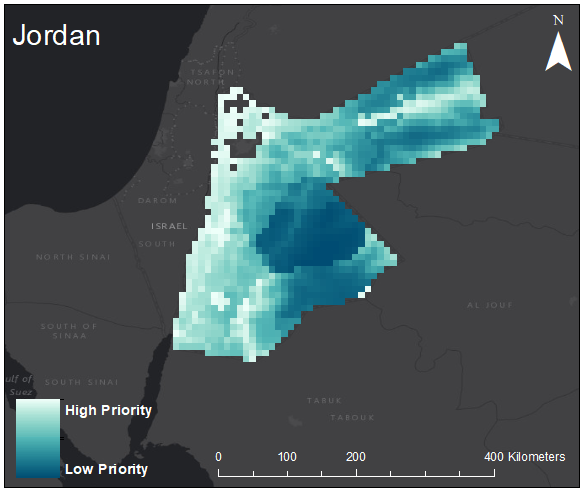 Jordan
N
TSAFON
NORTH
DAROM
ISRAEL
SOUTH
NORTH SINAI
AL JOUF
SOUTH OF
SINAA
ulf of
Suez
SOUTH SINAI
TABUK
TABOUK
High Priority
Low Priority
0 100 200 400 Kilometers